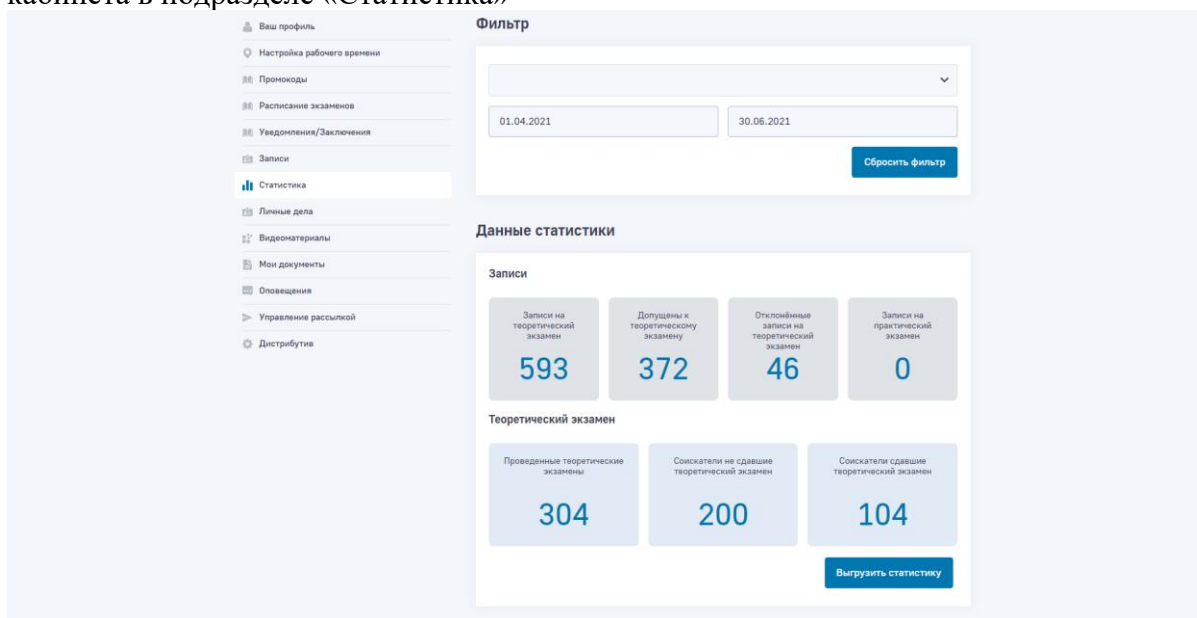 кабинета в подразделе «Статистика»
Ваш профиль
Настройка рабочего времени
Промокоды
Расписание экзаменов
Уведомления/Заключения
Записи
Статистика
Личные дела
Видеоматериалы
Мои документы
Оповещения
Управление рассылкой
Дистрибутив
Фильтр
01.04.2021
30.06.2021
Сбросить фильтр
Данные статистики
Записи
Записи на
теоретический
экзамен
593
Допущены к
теоретическому
экзамену
372
Отклонённые
записи на
теоретический
экзамен
46
Записи на
практический
экзамен
0
Теоретический экзамен
Проведенные теоретические
экзамены
304
Соискатели не сдавшие
теоретический экзамен
200
Соискатели сдавшие
теоретический экзамен
104
Выгрузить статистику